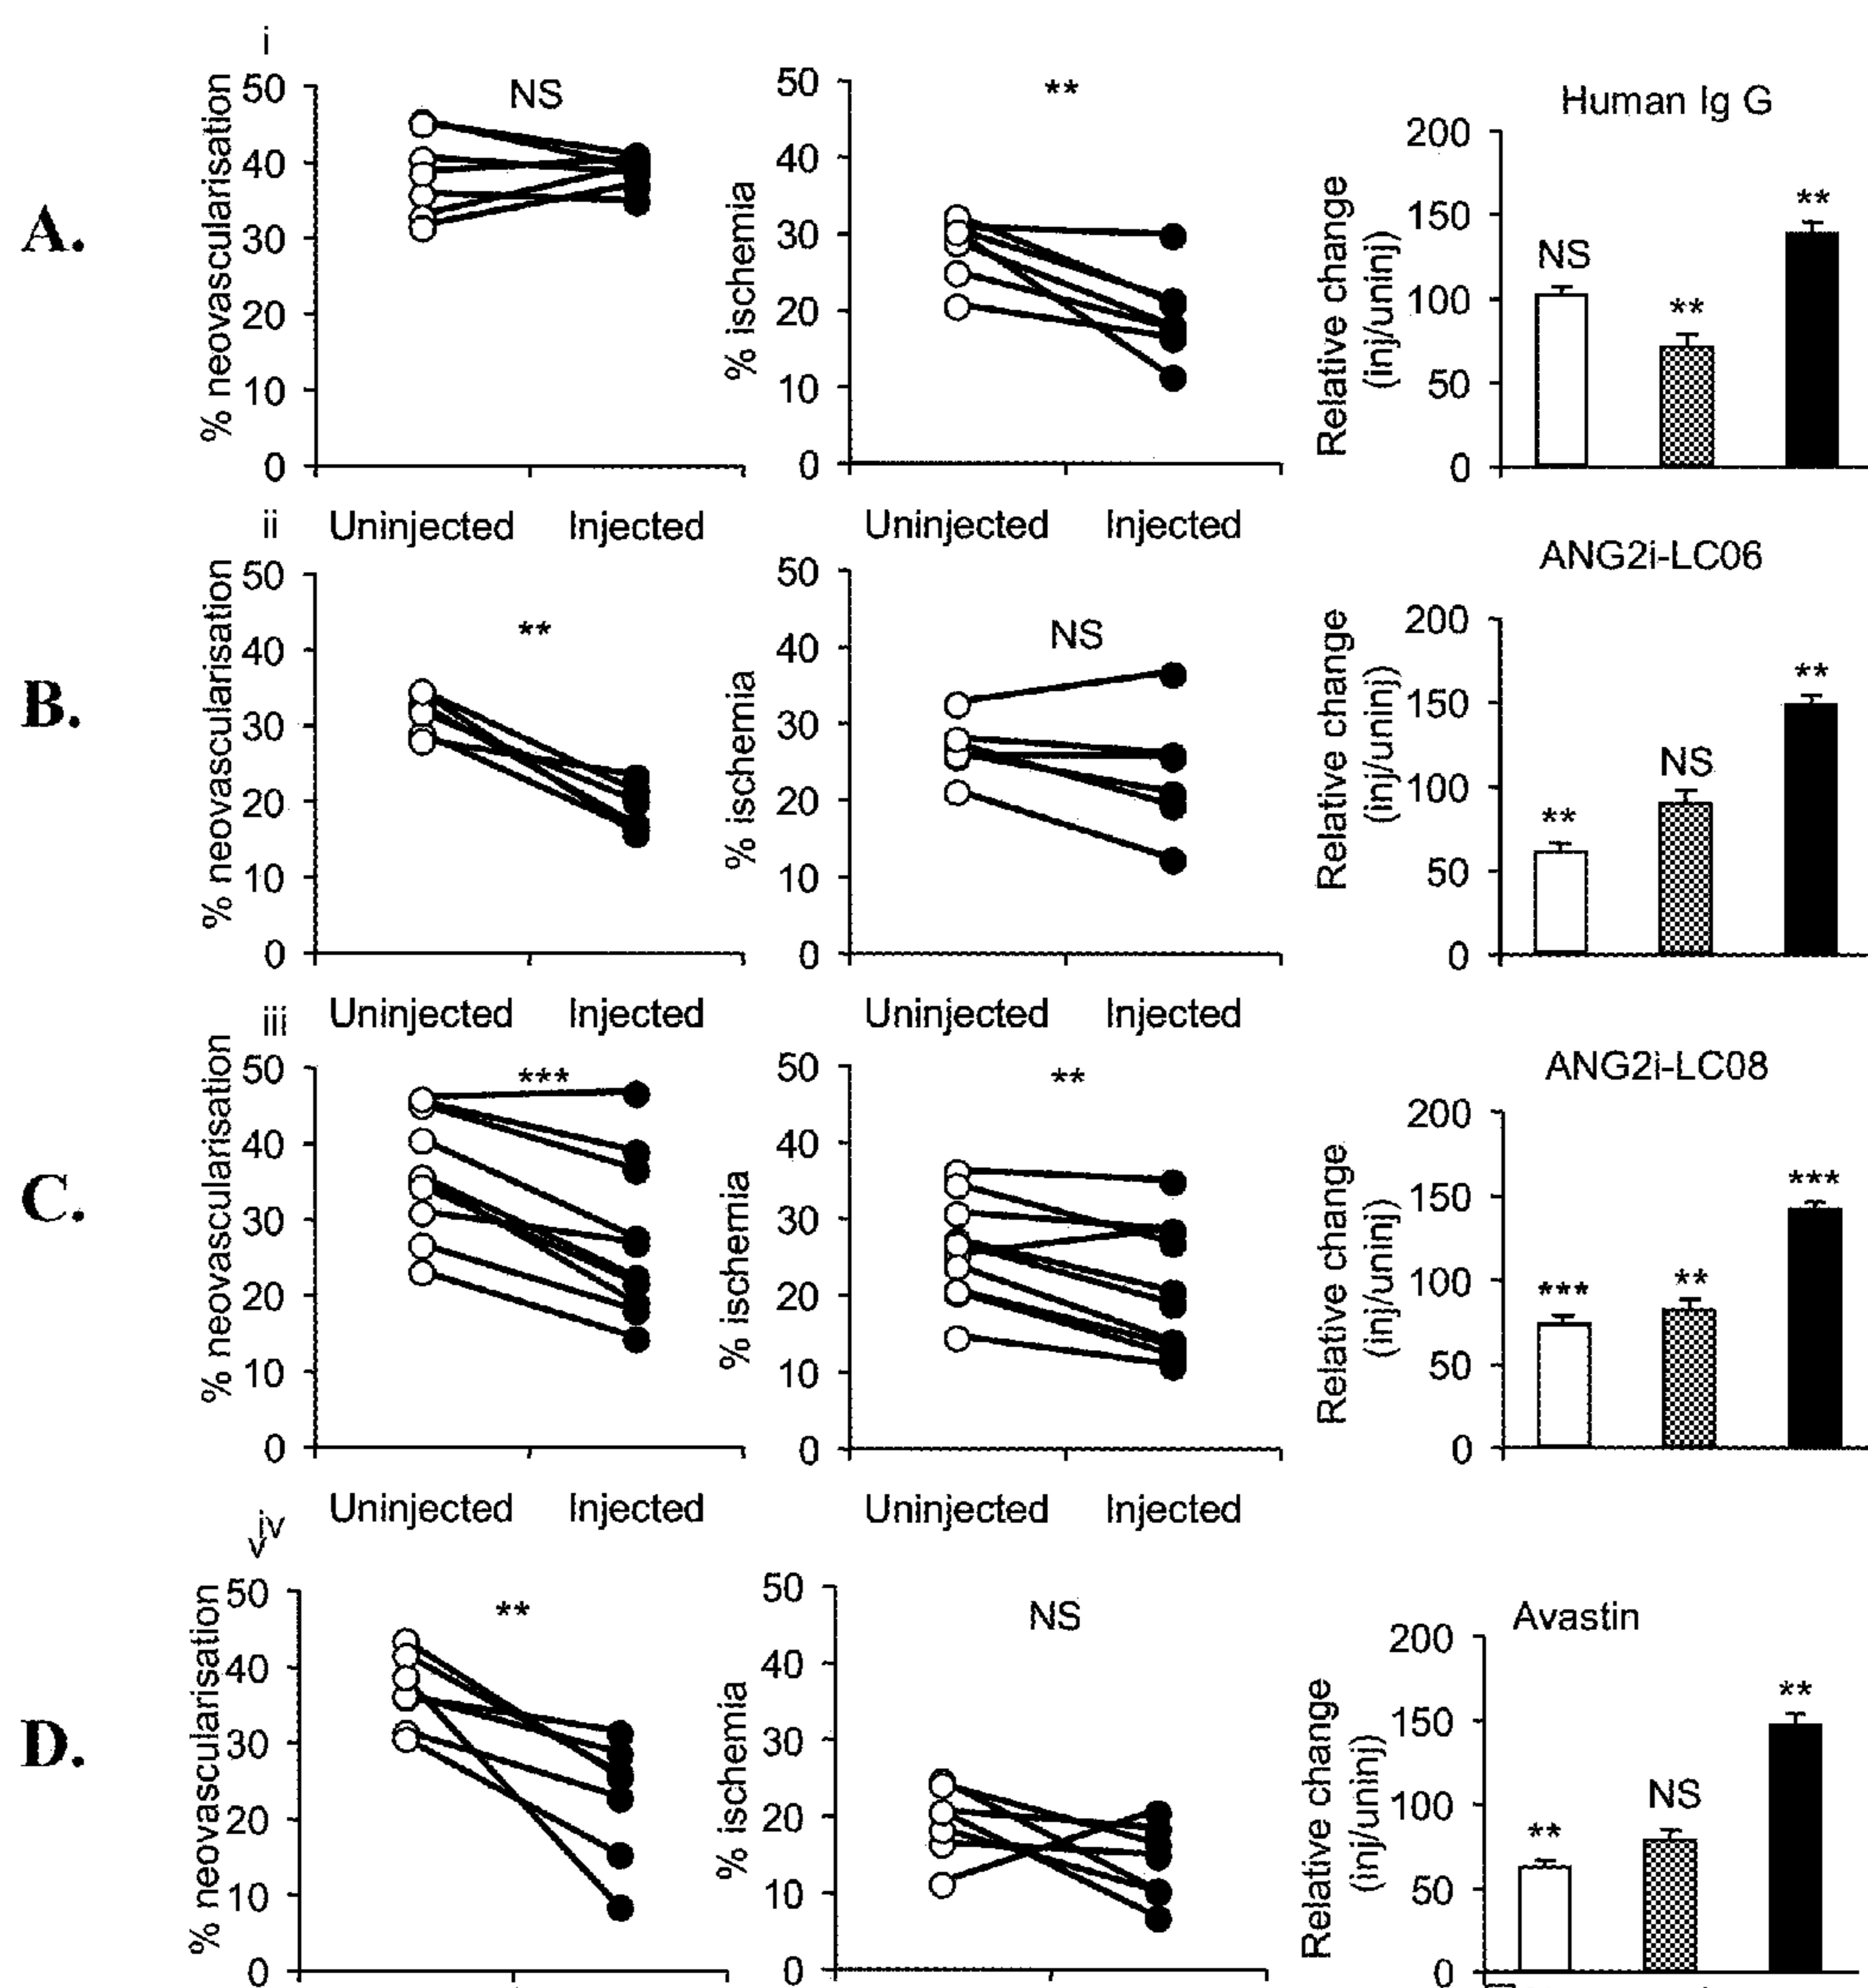 A.
i
% neovascularisation
50
40
30
20
10
0
NS
Uninjected Injected
% ischemia
50
40
30
20
10
0
**
Uninjected Injected
Human Ig G
Relative change
(inj/uninj)
200
150
100
50
0
NS
**
**
B.
ii
% neovascularisation
50
40
30
20
10
0
**
Uninjected Injected
% ischemia
50
40
30
20
10
0
NS
Uninjected Injected
ANG2i-LC06
Relative change
(inj/uninj)
200
150
100
50
0
**
NS
**
C.
iii
% neovascularisation
50
40
30
20
10
0
***
Uninjected Injected
% ischemia
50
40
30
20
10
0
**
Uninjected Injected
ANG2i-LC08
Relative change
(inj/uninj)
200
150
100
50
0
***
**
***
D.
iv
% neovascularisation
50
40
30
20
10
0
**
% ischemia
50
40
30
20
10
0
NS
Avastin
Relative change
(inj/uninj)
200
150
100
50
0
**
NS
**